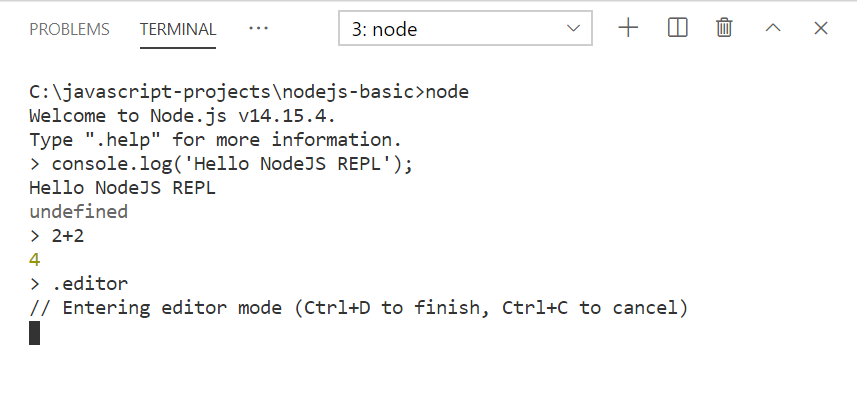 PROBLEMS TERMINAL ··· 3: node
C:\javascript-projects\nodejs-basic>node
Welcome to Node.js v14.15.4.
Type ".help" for more information.
> console.log('Hello NodeJS REPL');
Hello NodeJS REPL
undefined
> 2+2
4
> .editor
// Entering editor mode (Ctrl+D to finish, Ctrl+C to cancel)